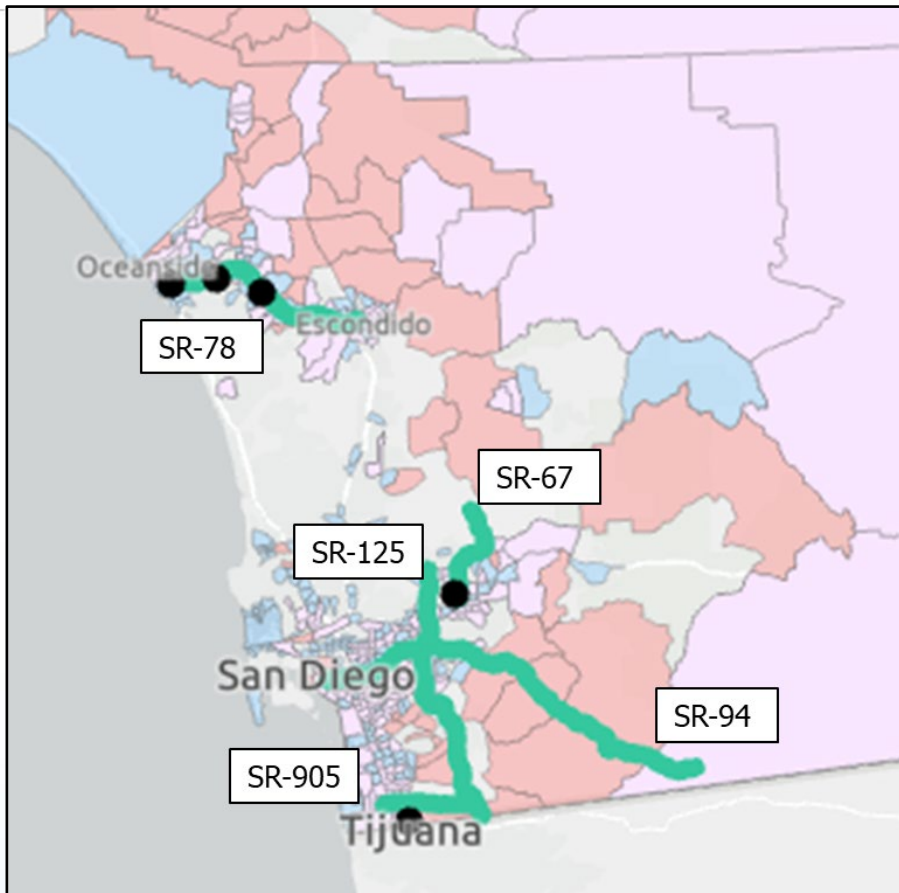 Oceanside
SR-78
Escondido
SR-67
SR-125
San Diego
SR-94
SR-905
Tijuana